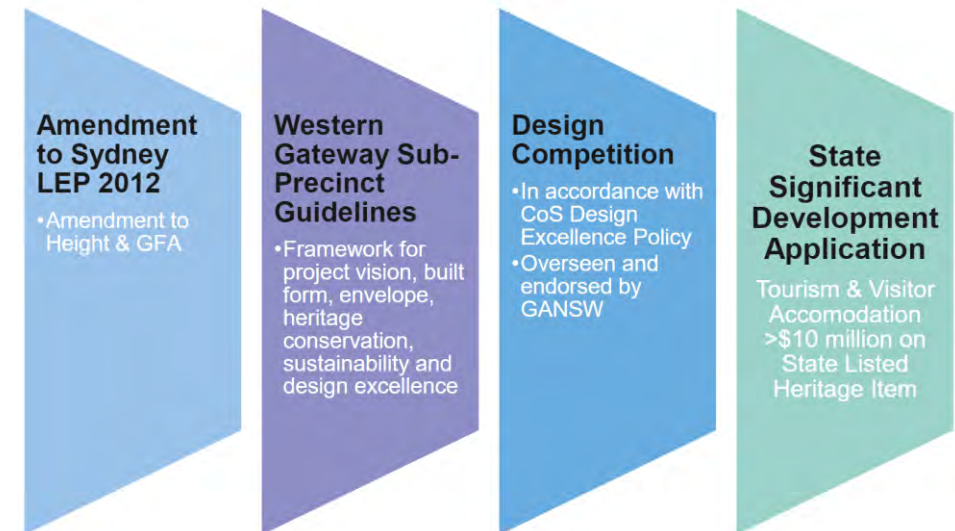 Amendment
to Sydney
LEP 2012
•Amendment to
Height & GFA
Western
Gateway Sub-
Precinct
Guidelines
•Framework for
project vision, built
form, envelope,
heritage
conservation,
sustainability and
design excellence
Design
Competition
•In accordance with
CoS Design
Excellence Policy
•Overseen and
endorsed by
GANSW
State
Significant
Development
Application
Tourism & Visitor
Accomodation
>$10 million on
State Listed
Heritage Item